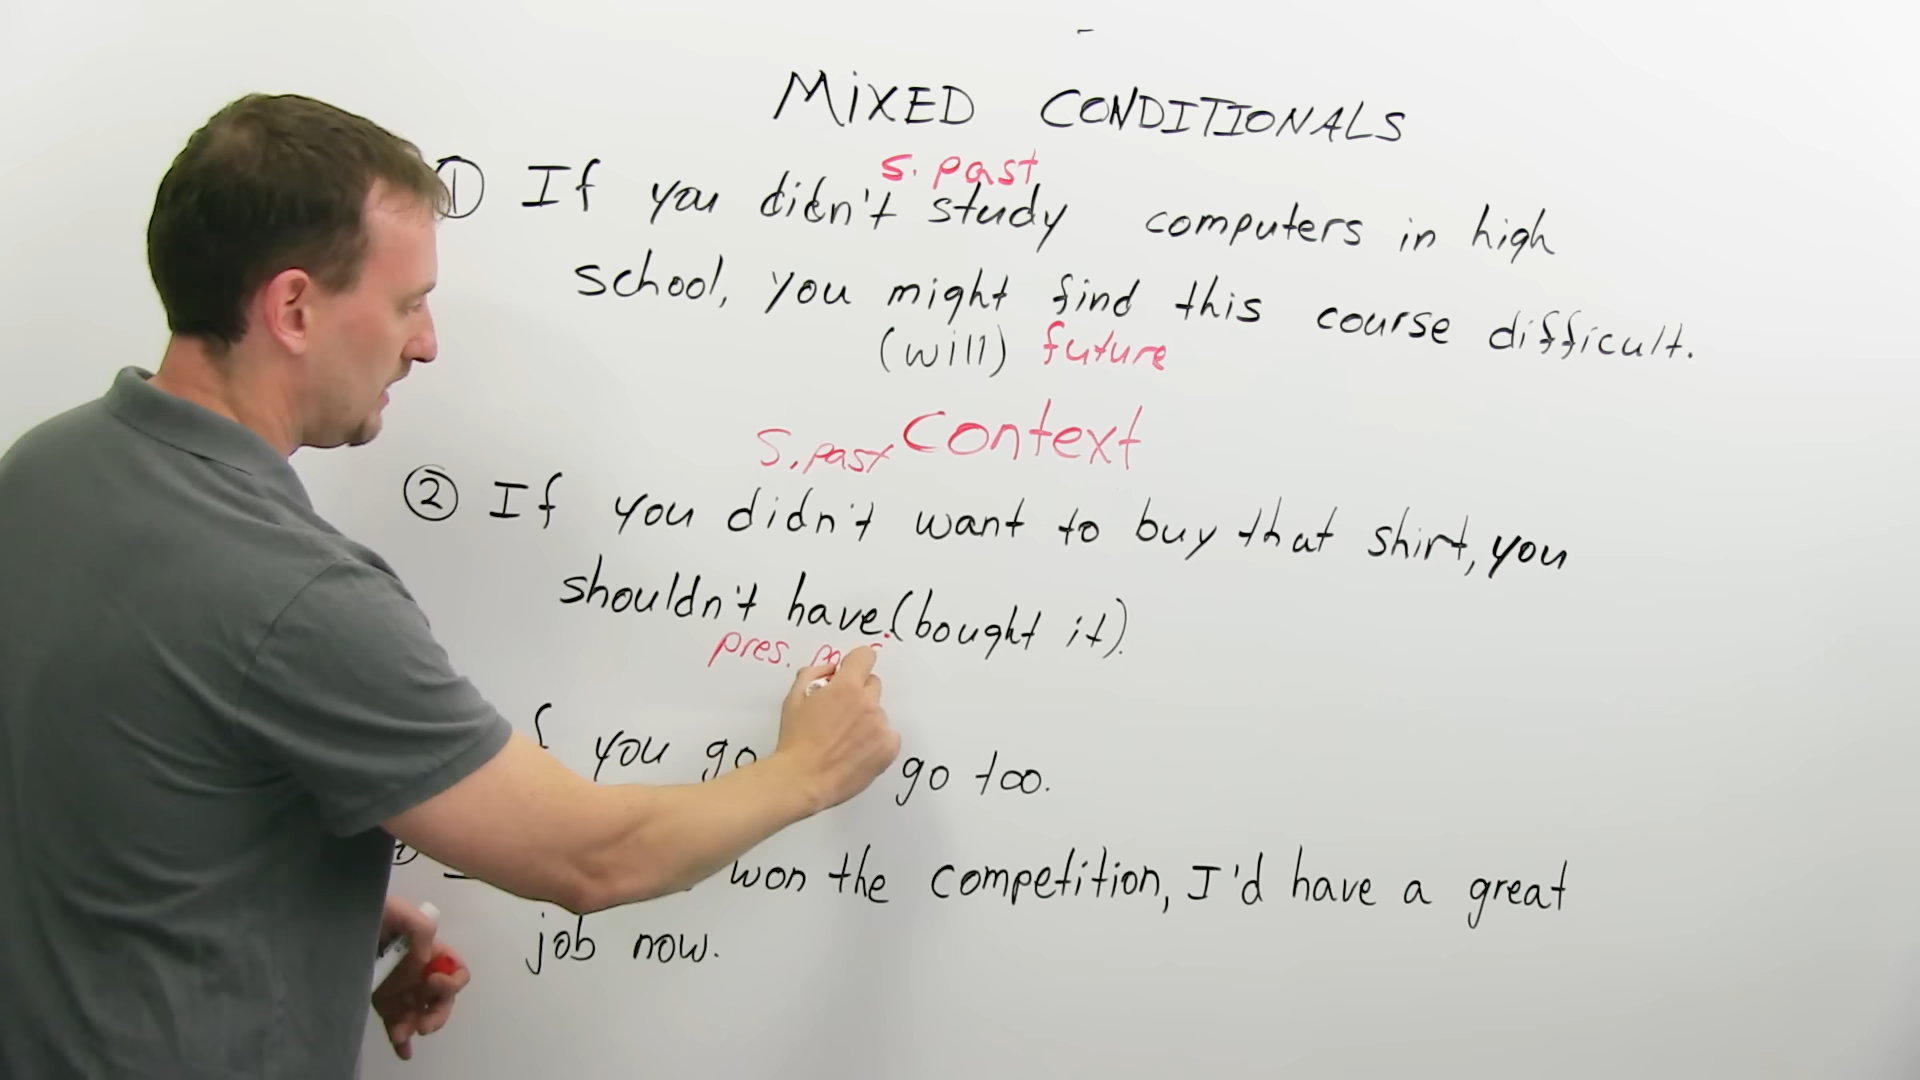 MiXED CONDITIONALS
s. past
① If you didn't study computers in high
school, you might find this course difficult.
(will) future
Context
s. past
② If you didn't want to buy that shirt, you
shouldn't have (bought it).
pres.
you go go too.
won the competition, I'd have a great
job now.